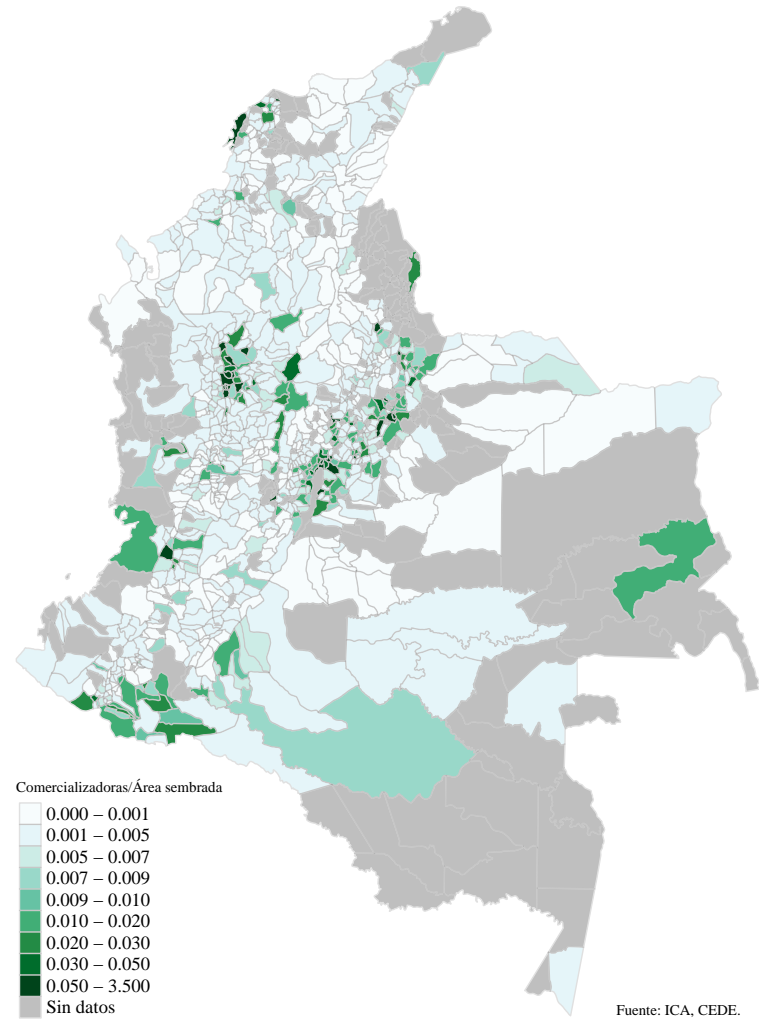 Comercializadoras/Área sembrada
0.000 – 0.001
0.001 – 0.005
0.005 – 0.007
0.007 – 0.009
0.009 – 0.010
0.010 – 0.020
0.020 – 0.030
0.030 – 0.050
0.050 – 3.500
Sin datos
Fuente: ICA, CEDE.